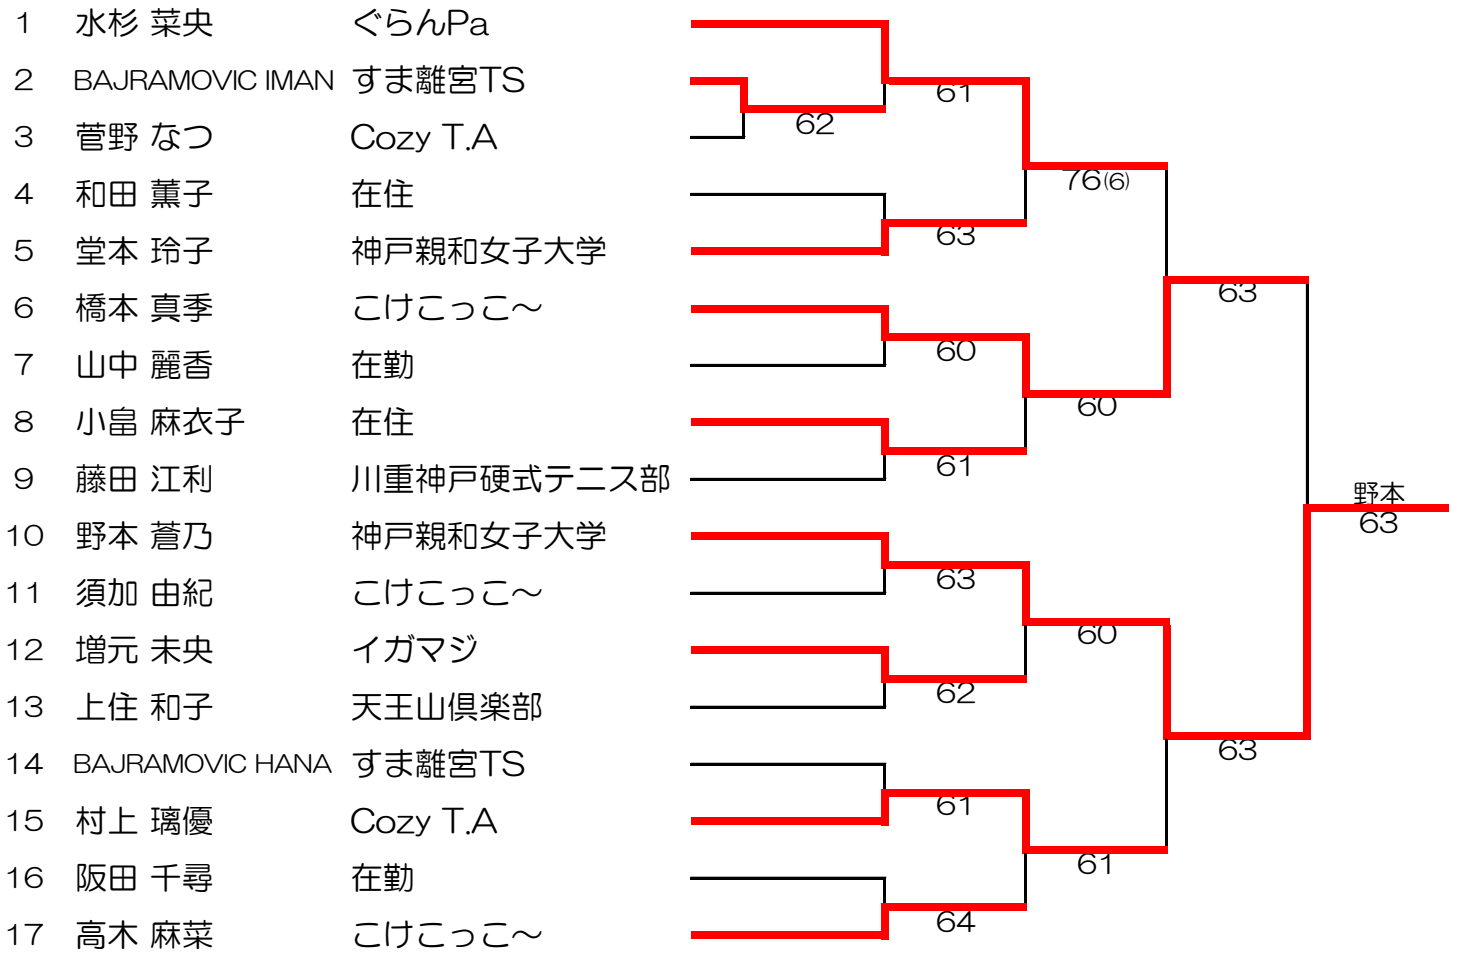 1 水杉 菜央 ぐらんPa
2 BAJRAMOVIC IMAN すま離宮TS
61
62
3 菅野 なつ Cozy T.A
76(6)
4 和田 薫子 在住
63
5 堂本 玲子 神戸親和女子大学
63
6 橋本 真季 こけこっこ～
60
7 山中 麗香 在勤
60
8 小畠 麻衣子 在住
61
9 藤田 江利 川重神戸硬式テニス部
野本
63
10 野本 蒼乃 神戸親和女子大学
63
11 須加 由紀 こけこっこ～
60
12 増元 未央 イガマジ
62
13 上住 和子 天王山倶楽部
63
14 BAJRAMOVIC HANA すま離宮TS
61
15 村上 璃優 Cozy T.A
61
16 阪田 千尋 在勤
64
17 高木 麻菜 こけこっこ～